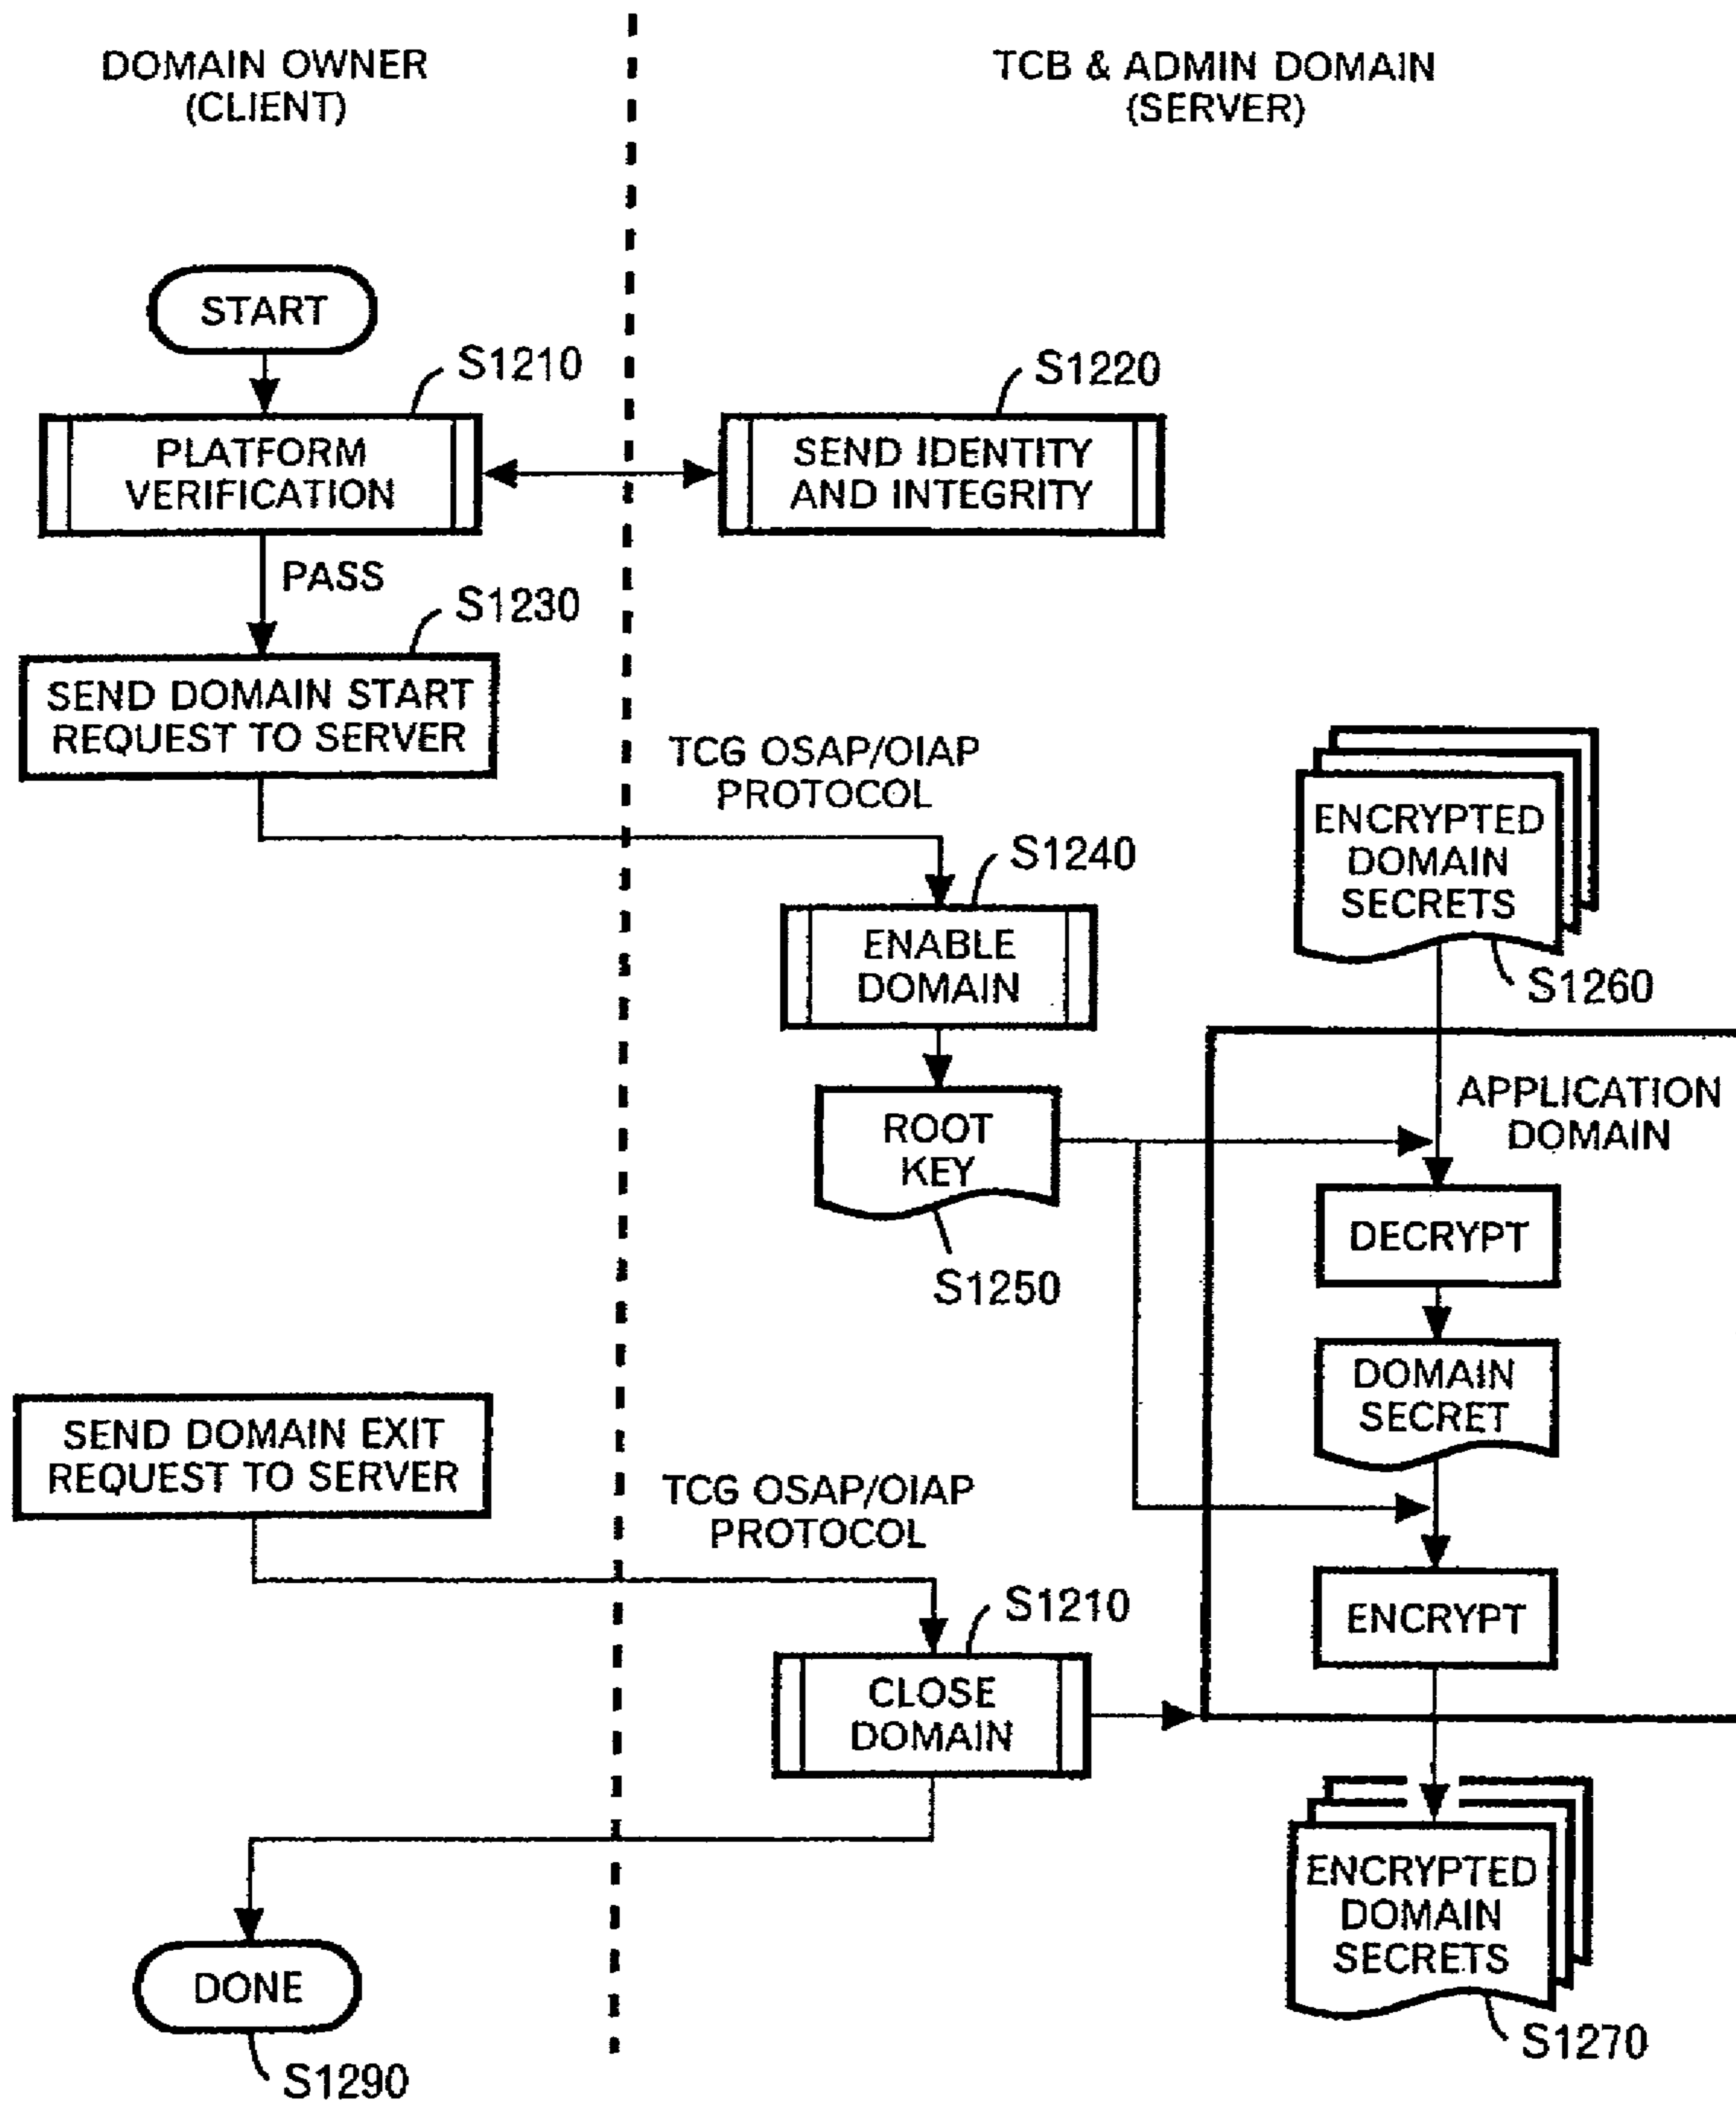 DOMAIN OWNER
(CLIENT)
TCB & ADMIN DOMAIN
(SERVER)
START
S1210
PLATFORM
VERIFICATION
S1220
SEND IDENTITY
AND INTEGRITY
PASS
S1230
SEND DOMAIN START
REQUEST TO SERVER
TCG OSAP/OIAP
PROTOCOL
S1240
ENABLE
DOMAIN
ENCRYPTED
DOMAIN
SECRETS
S1260
ROOT
KEY
S1250
APPLICATION
DOMAIN
DECRYPT
DOMAIN
SECRET
SEND DOMAIN EXIT
REQUEST TO SERVER
TCG OSAP/OIAP
PROTOCOL
ENCRYPT
S1210
CLOSE
DOMAIN
ENCRYPTED
DOMAIN
SECRETS
S1270
DONE
S1290